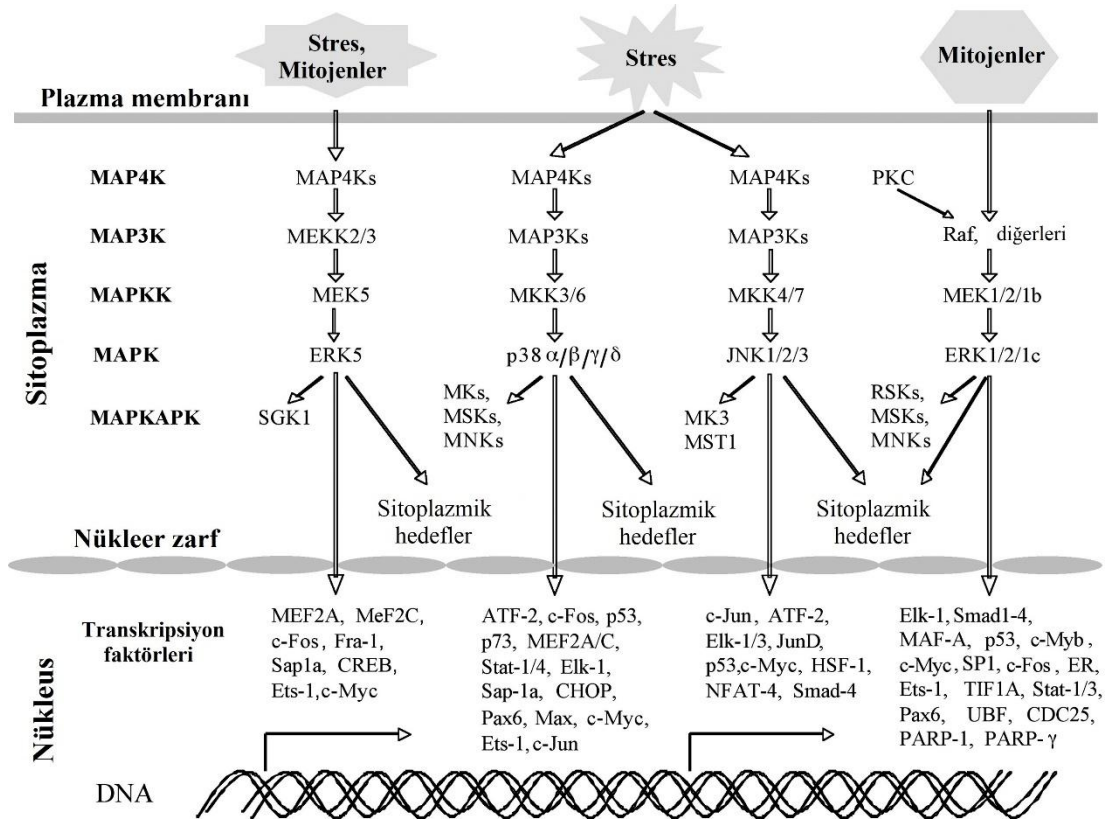 Stres,
Mitojenler
Stres
Mitojenler
Plazma membranı
Sitoplazma
MAP4K
MAP4Ks
MAP4Ks
MAP4Ks
PKC
MAP3K
MEKK2/3
MAP3Ks
MAP3Ks
Raf, diğerleri
MAPKK
MEK5
MKK3/6
MKK4/7
MEK1/2/1b
MAPK
ERK5
p38 α/β/γ/δ
JNK1/2/3
ERK1/2/1c
MAPKAPK
SGK1
MKs,
MSKs,
MNKs
MK3
MST1
RSKs,
MSKs,
MNKs
Sitoplazmik
hedefler
Sitoplazmik
hedefler
Sitoplazmik
hedefler
Nükleer zarf
Nükleus
Transkripsiyon
faktörleri
MEF2A, MeF2C,
c-Fos, Fra-1,
Sap1a, CREB,
Ets-1,c-Myc
ATF-2, c-Fos, p53,
p73, MEF2A/C,
Stat-1/4, Elk-1,
Sap-1a, CHOP,
Pax6, Max, c-Myc,
Ets-1, c-Jun
c-Jun, ATF-2,
Elk-1/3, JunD,
p53,c-Myc, HSF-1,
NFAT-4, Smad-4
Elk-1, Smad1-4,
MAF-A, p53, c-Myb,
c-Myc, SP1, c-Fos, ER,
Ets-1, TIF1A, Stat-1/3,
Pax6, UBF, CDC25,
PARP-1, PARP-γ
DNA